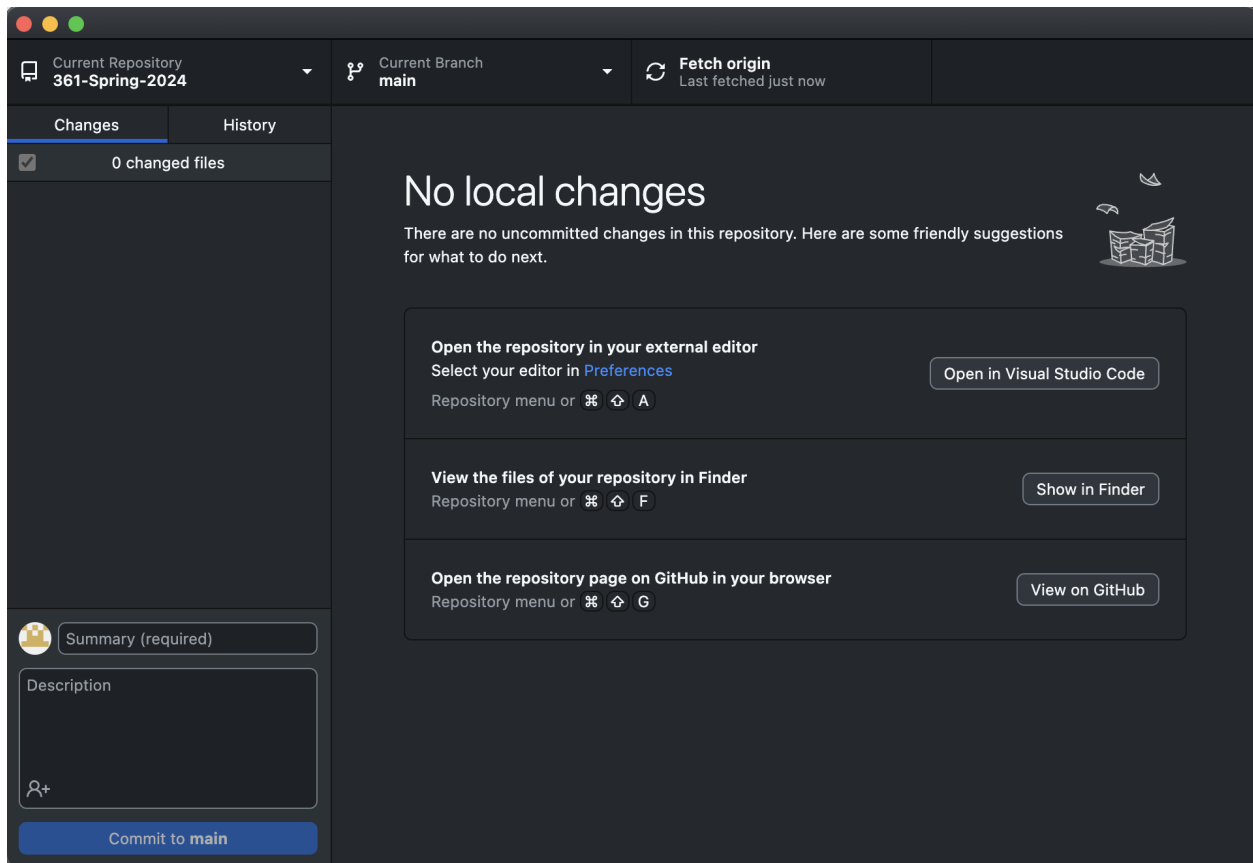 Current Repository
361-Spring-2024
Current Branch
main
Fetch origin
Last fetched just now
Changes
History
0 changed files
No local changes
There are no uncommitted changes in this repository. Here are some friendly suggestions
for what to do next.
Open the repository in your external editor
Select your editor in Preferences
Repository menu or ⌘ ⇧ A
Open in Visual Studio Code
View the files of your repository in Finder
Repository menu or ⌘ ⇧ F
Show in Finder
Open the repository page on GitHub in your browser
Repository menu or ⌘ ⇧ G
View on GitHub
Summary (required)
Description
Commit to main